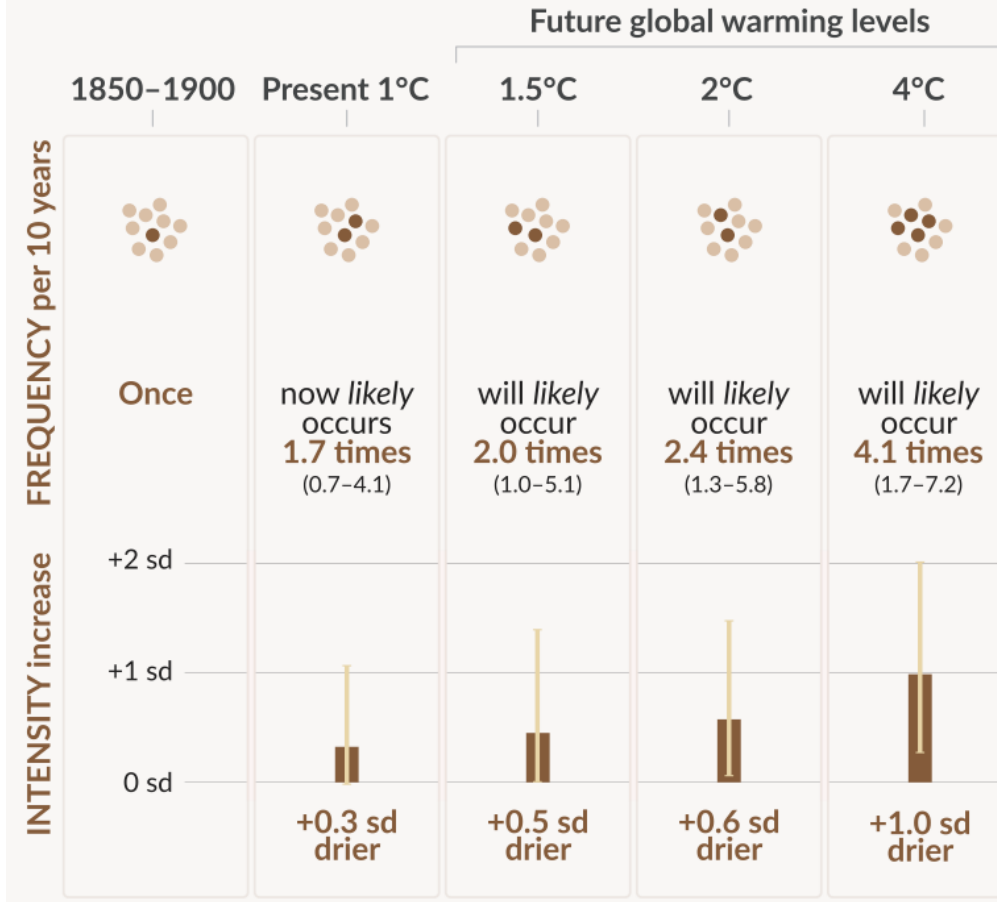 Future global warming levels
1850–1900
Present 1°C
1.5°C
2°C
4°C
FREQUENCY per 10 years
Once
now likely
occurs
1.7 times
(0.7–4.1)
will likely
occur
2.0 times
(1.0–5.1)
will likely
occur
2.4 times
(1.3–5.8)
will likely
occur
4.1 times
(1.7–7.2)
INTENSITY increase
+2 sd
+1 sd
0 sd
+0.3 sd
drier
+0.5 sd
drier
+0.6 sd
drier
+1.0 sd
drier